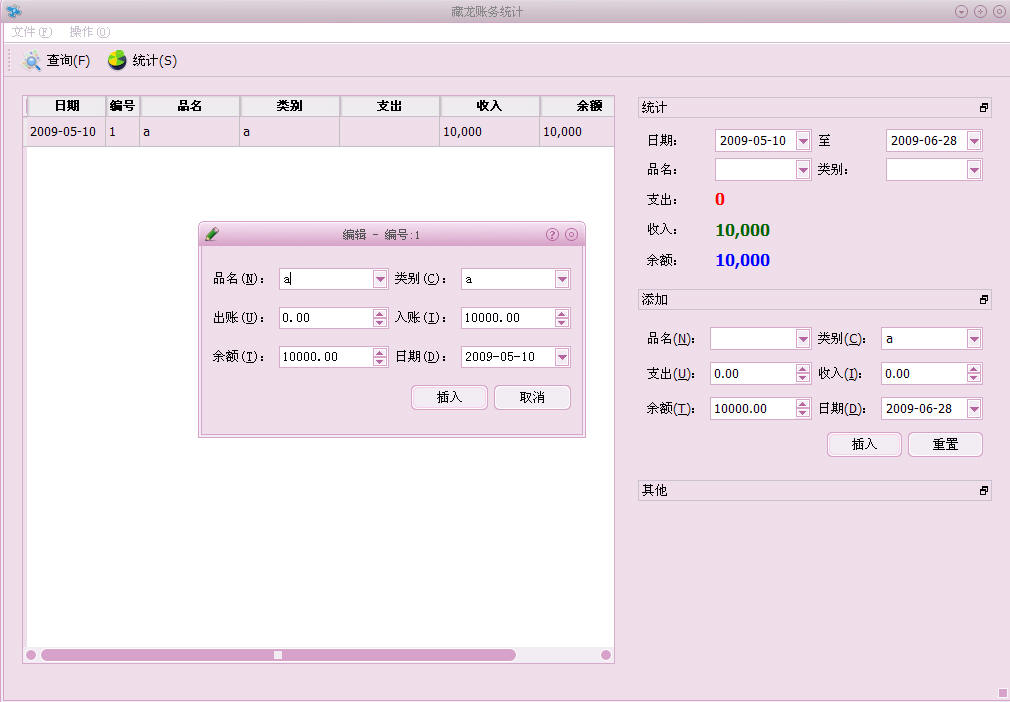 藏龙账务统计
文件(F) 操作(O)
查询(F) 统计(S)
日期 编号 品名 类别 支出 收入 余额
2009-05-10 1 a a 10,000 10,000
编辑 - 编号:1
品名(N): a 类别(C): a
出账(U): 0.00 入账(I): 10000.00
余额(T): 10000.00 日期(D): 2009-05-10
插入 取消
统计
日期: 2009-05-10 至 2009-06-28
品名: 类别:
支出: 0
收入: 10,000
余额: 10,000
添加
品名(N): 类别(C): a
支出(U): 0.00 收入(I): 0.00
余额(T): 10000.00 日期(D): 2009-06-28
插入 重置
其他